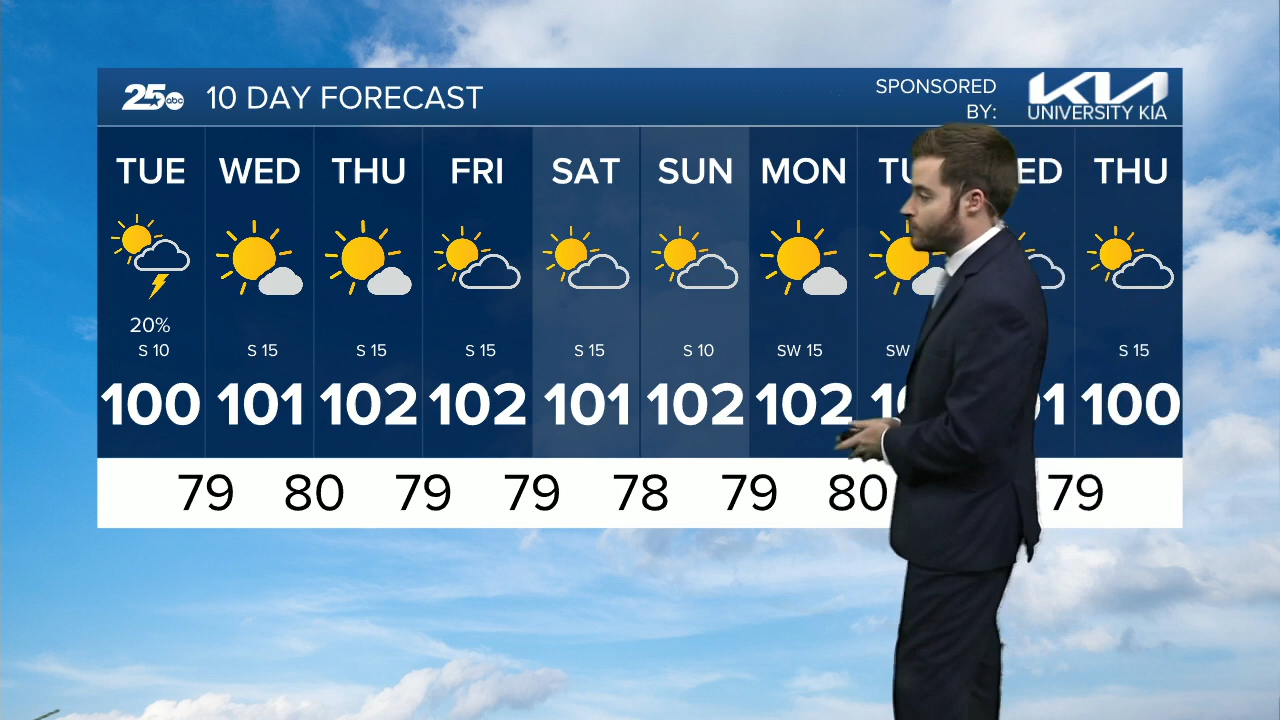 25 abc 10 DAY FORECAST
SPONSORED BY:
KIA
UNIVERSITY KIA
TUE WED THU FRI SAT SUN MON THU
20%
S 10 S 15 S 15 S 15 S 15 S 10 SW 15 SW S 15
100 101 102 102 101 102 102 100
79 80 79 79 78 79 80 79